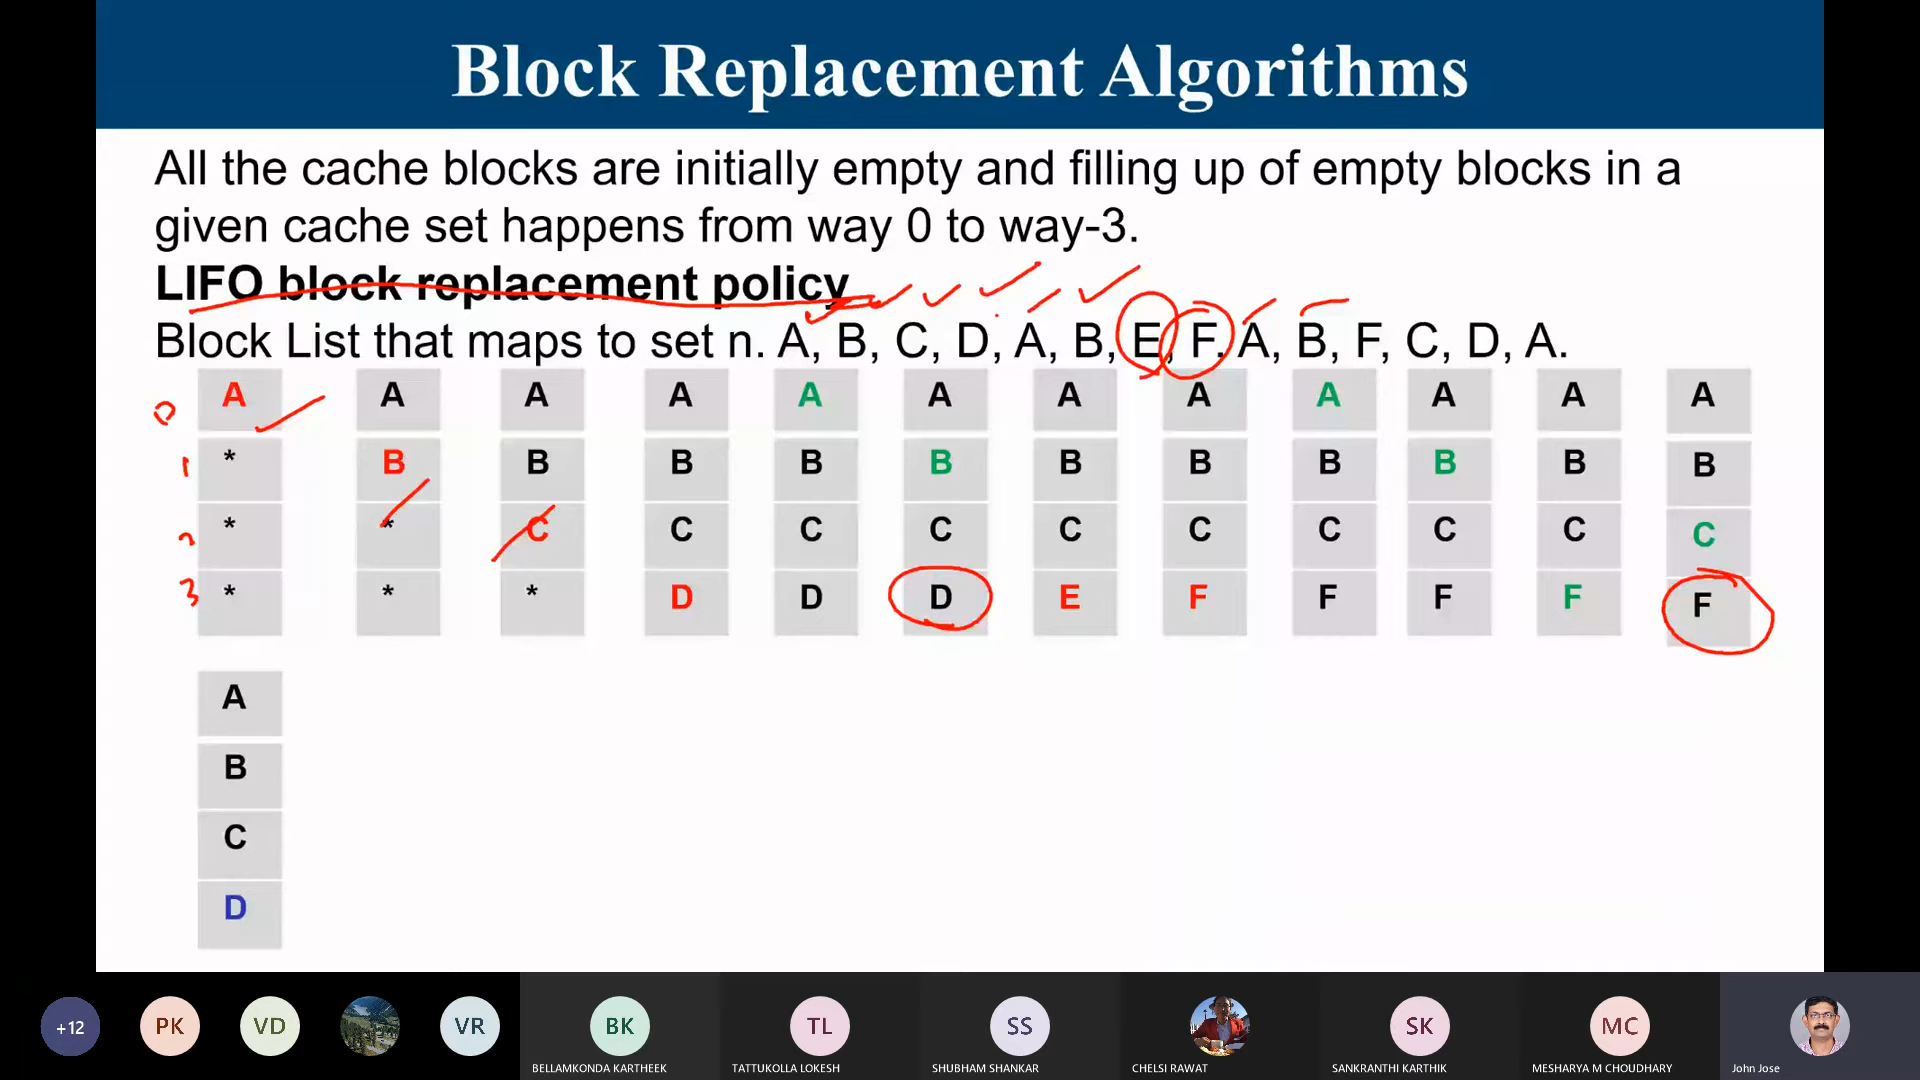 Block Replacement Algorithms
All the cache blocks are initially empty and filling up of empty blocks in a
given cache set happens from way 0 to way-3.
LIFO block replacement policy
Block List that maps to set n. A, B, C, D, A, B, E, F. A, B, F, C, D, A.
0 A A A A A A A A A A A A
1 * B B B B B B B B B B B
2 * * C C C C C C C C C C
3 * * * D D D E F F F F F
A
B
C
D
+12 PK VD VR BK TL SS SK MC
BELLAMKONDA KARTHEEK TATTUKOLLA LOKESH SHUBHAM SHANKAR CHELSI RAWAT SANKRANTHI KARTHIK MESHARYA M CHOUDHARY John Jose